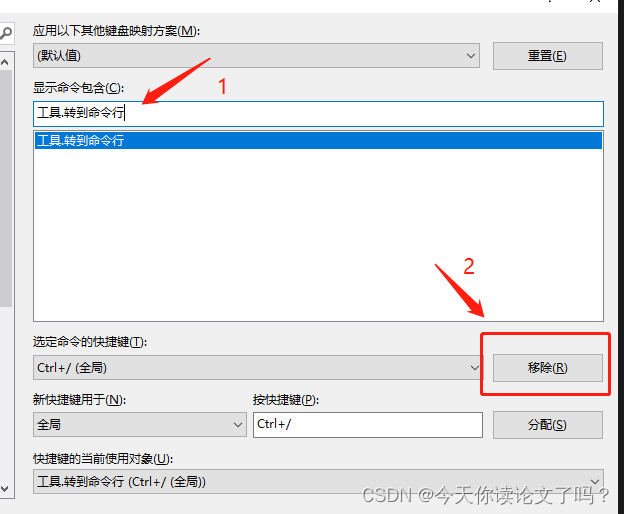 应用以下其他键盘映射方案(M):
(默认值)
重置(E)
显示命令包含(C):
1
工具.转到命令行
工具.转到命令行
2
选定命令的快捷键(T):
Ctrl+/ (全局)
移除(R)
新快捷键用于(N):
按快捷键(P):
全局
Ctrl+/
分配(S)
快捷键的当前使用对象(U):
工具.转到命令行 (Ctrl+/ (全局))
CSDN @今天你读论文了吗？